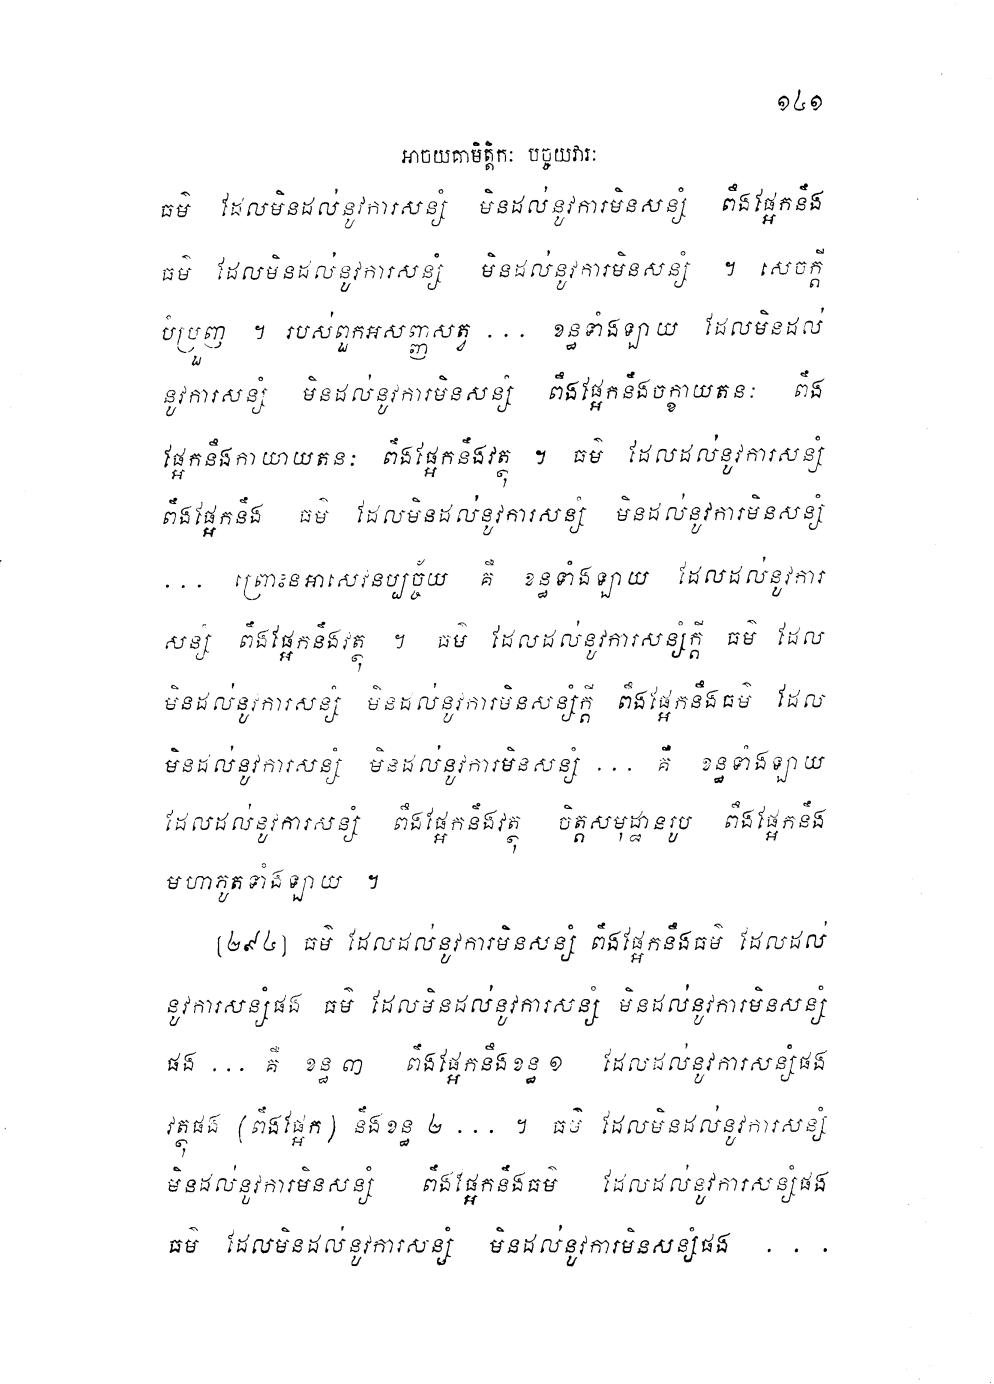 ១៤១
អាចយគាមិត្តិកៈ បច្ចយវារៈ
ធម៌ ដែលមិនដល់នូវការសន្សំ មិនដល់នូវការមិនសន្សំ ពឹងផ្អែកនឹង
ធម៌ ដែលមិនដល់នូវការសន្សំ មិនដល់នូវការមិនសន្សំ ។ សេចក្តី
បំប្រួញ ។ របស់ពួកអសញ្ញសត្វ ... ខន្ធទាំងឡាយ ដែលមិនដល់
នូវការសន្សំ មិនដល់នូវការមិនសន្សំ ពឹងផ្អែកនឹងចក្ខាយតនៈ ពឹង
ផ្អែកនឹងកាយាយតនៈ ពឹងផ្អែកនឹងវត្ថុ ។ ធម៌ ដែលដល់នូវការសន្សំ
ពឹងផ្អែកនឹង ធម៌ ដែលមិនដល់នូវការសន្សំ មិនដល់នូវការមិនសន្សំ
... ព្រោះនអាសេវនប្បច្ច័យ គឺ ខន្ធទាំងឡាយ ដែលដល់នូវការ
សន្សំ ពឹងផ្អែកនឹងវត្ថុ ។ ធម៌ ដែលដល់នូវការសន្សំក្តី ធម៌ ដែល
មិនដល់នូវការសន្សំ មិនដល់នូវការមិនសន្សំក្តី ពឹងផ្អែកនឹងធម៌ ដែល
មិនដល់នូវការសន្សំ មិនដល់នូវការមិនសន្សំ ... គឺ ខន្ធទាំងឡាយ
ដែលដល់នូវការសន្សំ ពឹងផ្អែកនឹងវត្ថុ ចិត្តសមុដ្ឋានរូប ពឹងផ្អែកនឹង
មហាភូតទាំងឡាយ ។
[២៩៤] ធម៌ ដែលដល់នូវការមិនសន្សំ ពឹងផ្អែកនឹងធម៌ ដែលដល់
នូវការសន្សំផង ធម៌ ដែលមិនដល់នូវការសន្សំ មិនដល់នូវការមិនសន្សំ
ផង ... គឺ ខន្ធ ៣ ពឹងផ្អែកនឹងខន្ធ ១ ដែលដល់នូវការសន្សំផង
វត្ថុផង (ពឹងផ្អែក) នឹងខន្ធ ២ ... ។ ធម៌ ដែលមិនដល់នូវការសន្សំ
មិនដល់នូវការមិនសន្សំ ពឹងផ្អែកនឹងធម៌ ដែលដល់នូវការសន្សំផង
ធម៌ ដែលមិនដល់នូវការសន្សំ មិនដល់នូវការមិនសន្សំផង ...